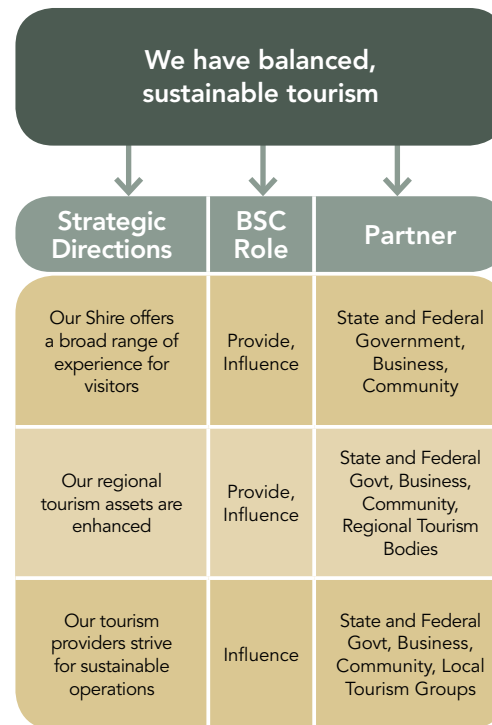 We have balanced,
sustainable tourism
Strategic
Directions
BSC
Role
Partner
Our Shire offers
a broad range of
experience for
visitors
Provide,
Influence
State and Federal
Government,
Business,
Community
Our regional
tourism assets are
enhanced
Provide,
Influence
State and Federal
Govt, Business,
Community,
Regional Tourism
Bodies
Our tourism
providers strive
for sustainable
operations
Influence
State and Federal
Govt, Business,
Community, Local
Tourism Groups